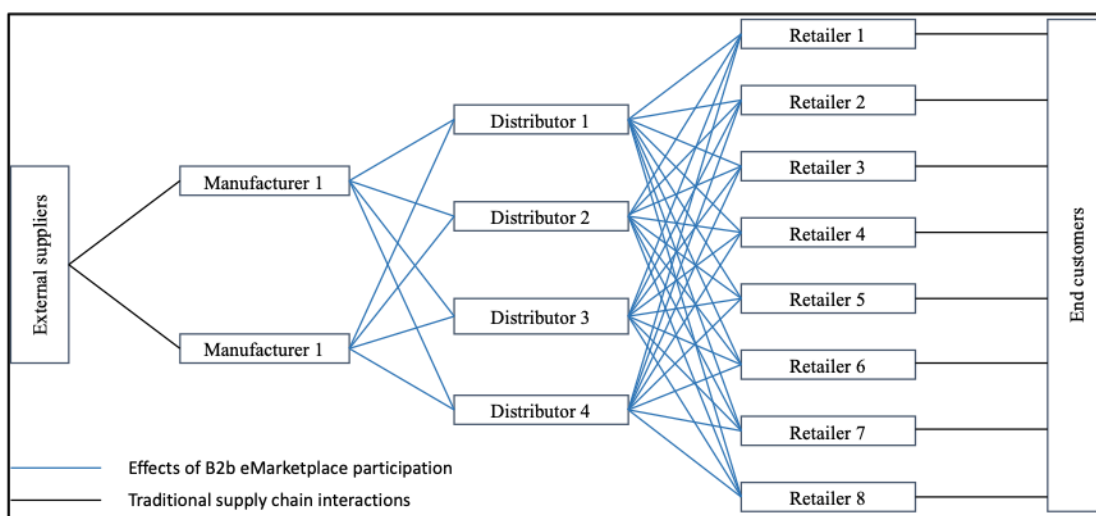 External suppliers
Manufacturer 1
Manufacturer 1
Distributor 1
Distributor 2
Distributor 3
Distributor 4
Retailer 1
Retailer 2
Retailer 3
Retailer 4
Retailer 5
Retailer 6
Retailer 7
Retailer 8
End customers
Effects of B2b eMarketplace participation
Traditional supply chain interactions